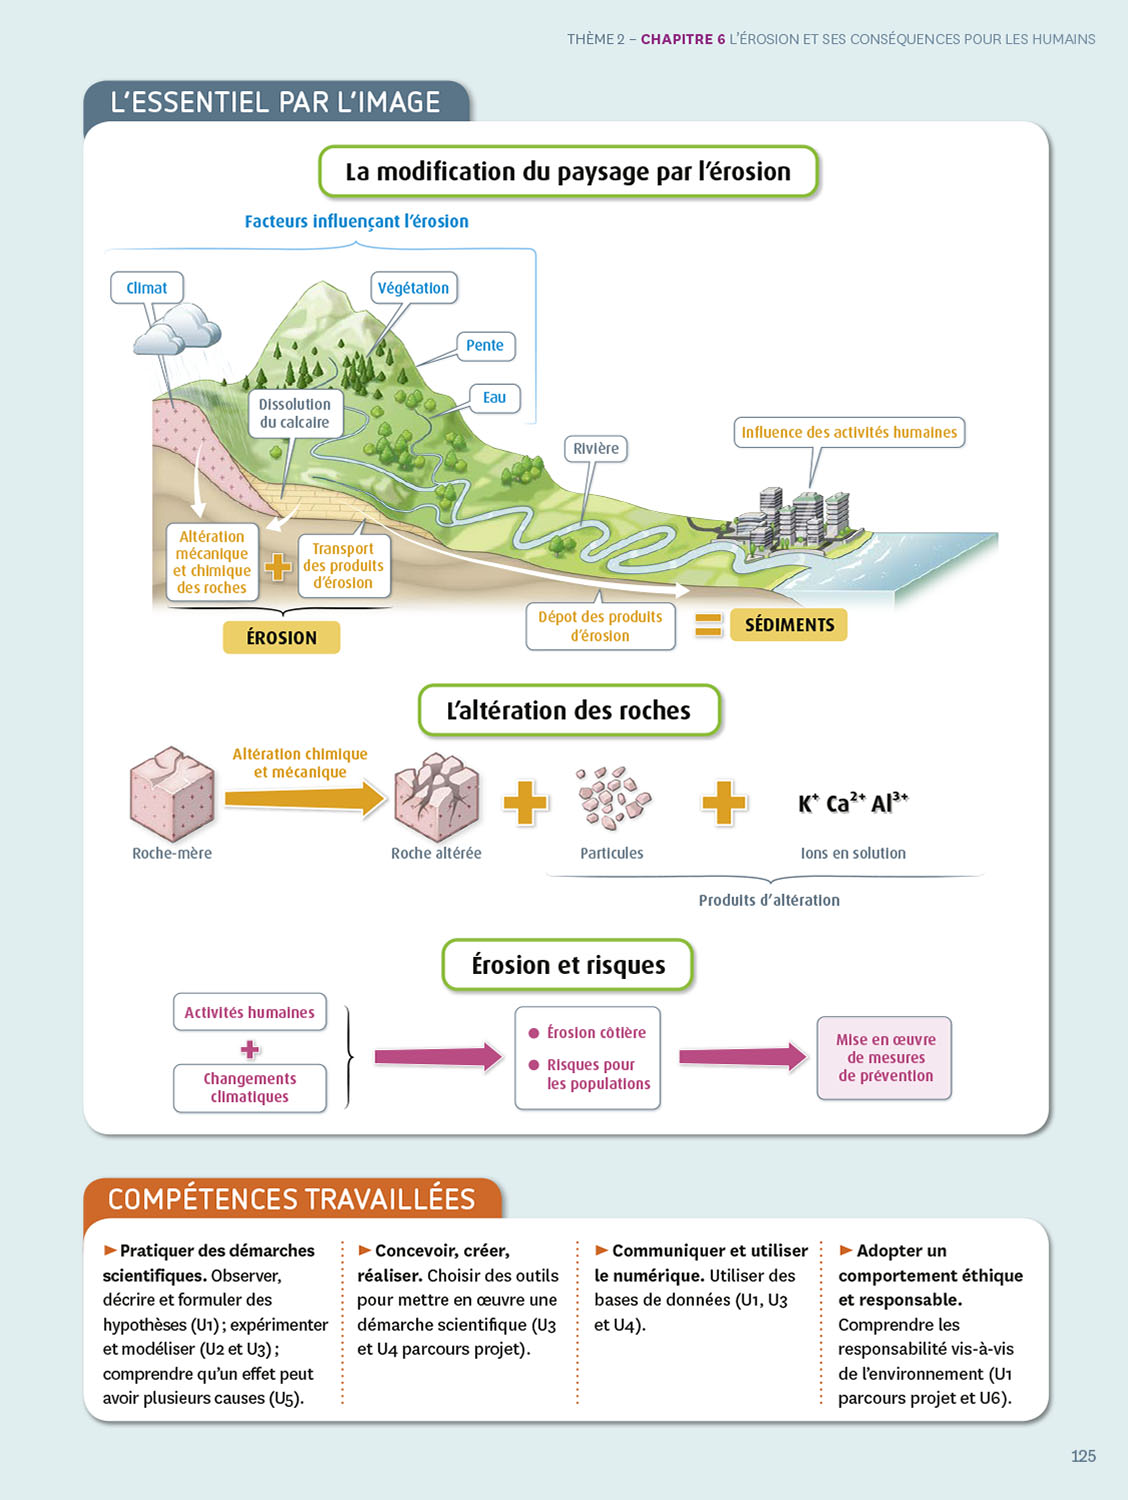 THÈME 2 – CHAPITRE 6 L'ÉROSION ET SES CONSÉQUENCES POUR LES HUMAINS
L'ESSENTIEL PAR L'IMAGE
La modification du paysage par l'érosion
Facteurs influençant l'érosion
Climat
Végétation
Pente
Eau
Dissolution
du calcaire
Rivière
Influence des activités humaines
Altération
mécanique
et chimique
des roches
Transport
des produits
d'érosion
ÉROSION
Dépot des produits
d'érosion
SÉDIMENTS
L'altération des roches
Altération chimique
et mécanique
K⁺ Ca²⁺ Al³⁺
Roche-mère
Roche altérée
Particules
Ions en solution
Produits d'altération
Érosion et risques
Activités humaines
Changements
climatiques
● Érosion côtière
● Risques pour
les populations
Mise en œuvre
de mesures
de prévention
COMPÉTENCES TRAVAILLÉES
► Pratiquer des démarches
scientifiques. Observer,
décrire et formuler des
hypothèses (U1) ; expérimenter
et modéliser (U2 et U3) ;
comprendre qu'un effet peut
avoir plusieurs causes (U5).
► Concevoir, créer,
réaliser. Choisir des outils
pour mettre en œuvre une
démarche scientifique (U3
et U4 parcours projet).
► Communiquer et utiliser
le numérique. Utiliser des
bases de données (U1, U3
et U4).
► Adopter un
comportement éthique
et responsable.
Comprendre les
responsabilité vis-à-vis
de l'environnement (U1
parcours projet et U6).
125